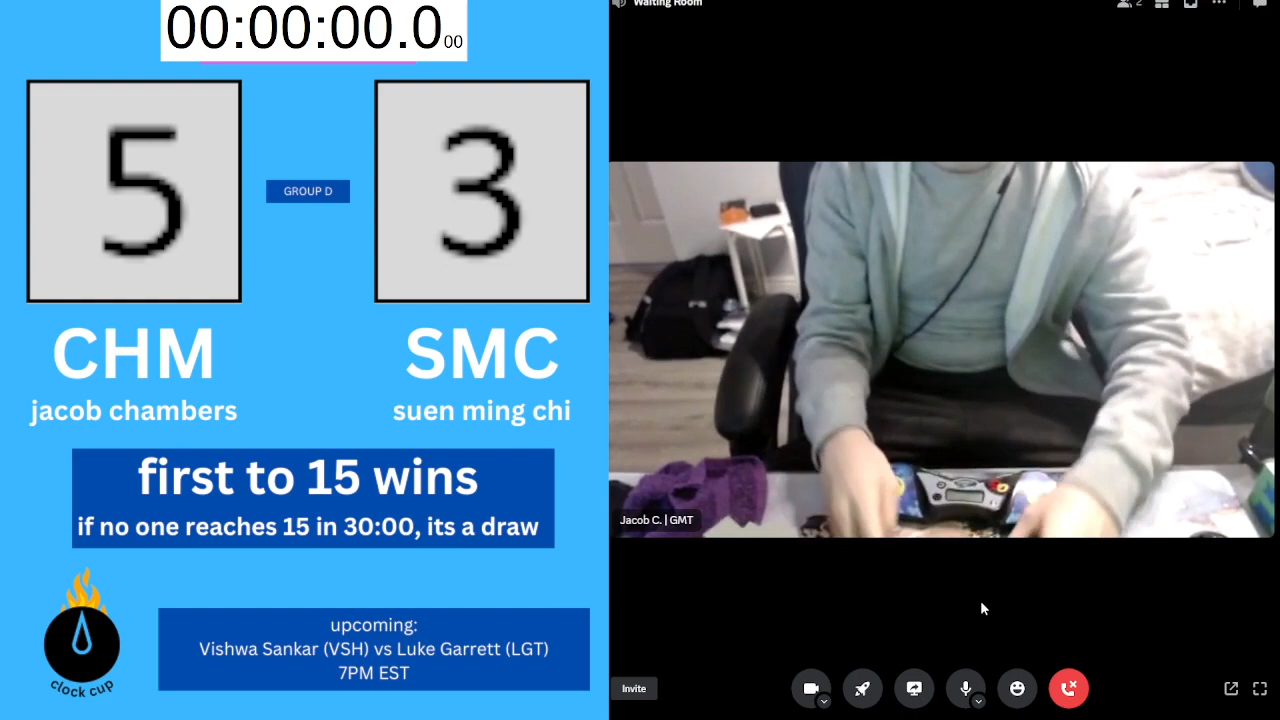 00:00:00.000
5
3
GROUP D
CHM
SMC
jacob chambers
suen ming chi
first to 15 wins
if no one reaches 15 in 30:00, its a draw
clock cup
upcoming:
Vishwa Sankar (VSH) vs Luke Garrett (LGT)
7PM EST
Waiting Room
2
Jacob C. | GMT
Invite